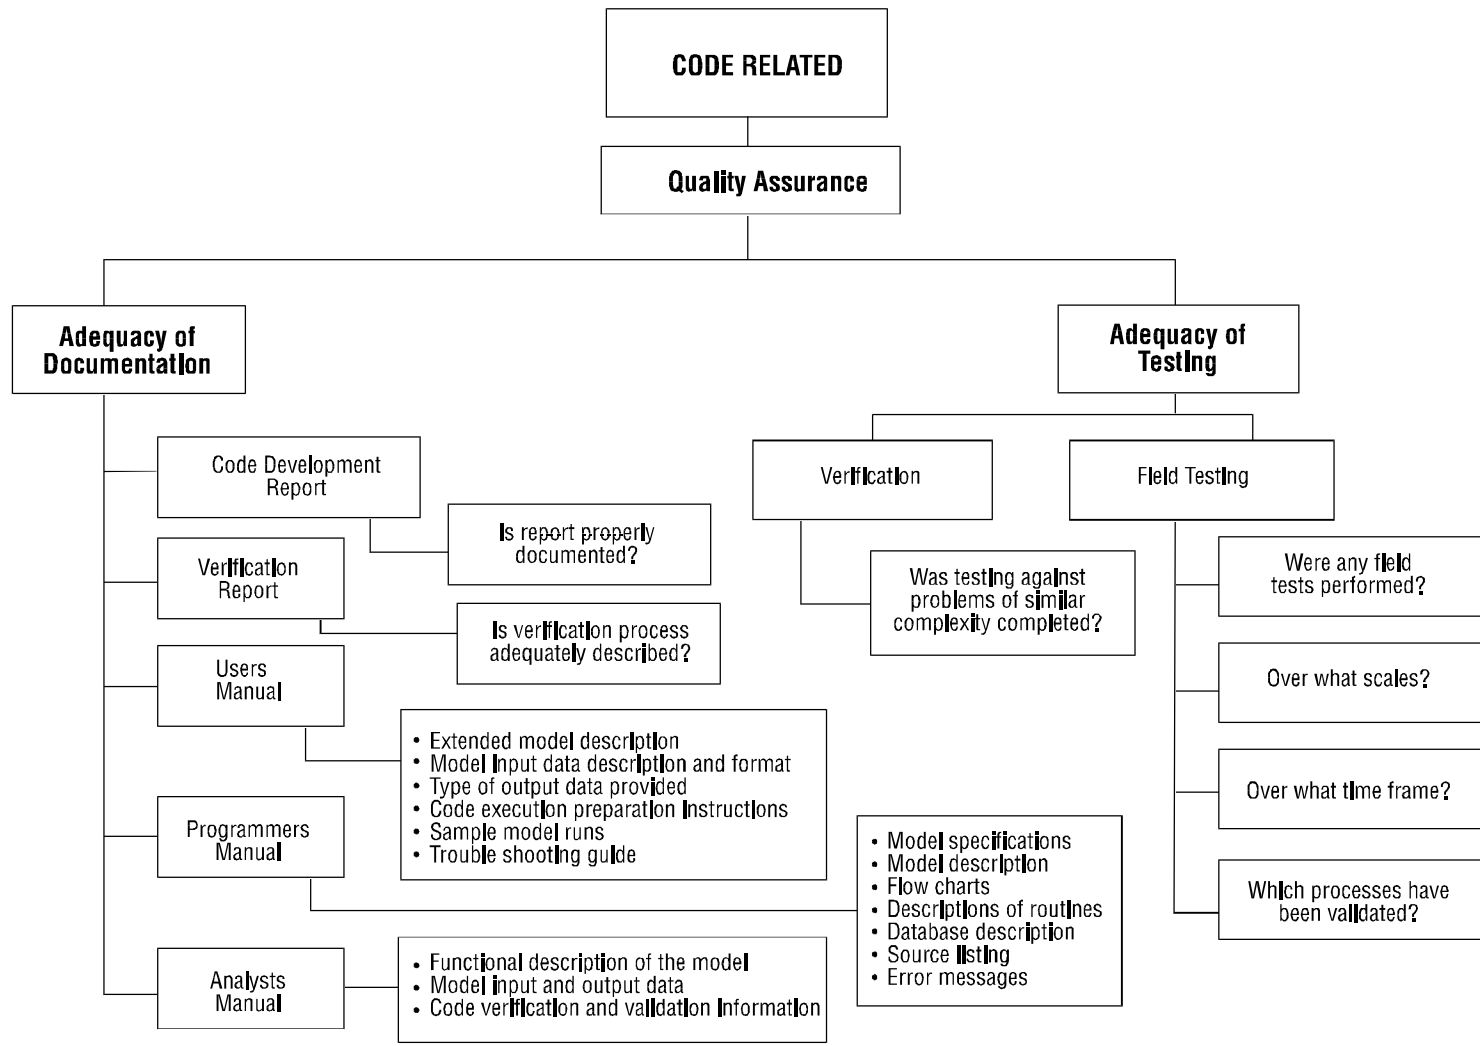 CODE RELATED
Quality Assurance
Adequacy of
Documentation
Code Development
Report
Is report properly
documented?
Verification
Report
Is verification process
adequately described?
Users
Manual
• Extended model description
• Model input data description and format
• Type of output data provided
• Code execution preparation instructions
• Sample model runs
• Trouble shooting guide
Programmers
Manual
• Model specifications
• Model description
• Flow charts
• Descriptions of routines
• Database description
• Source listing
• Error messages
Analysts
Manual
• Functional description of the model
• Model input and output data
• Code verification and validation information
Adequacy of
Testing
Verification
Was testing against
problems of similar
complexity completed?
Field Testing
Were any field
tests performed?
Over what scales?
Over what time frame?
Which processes have
been validated?